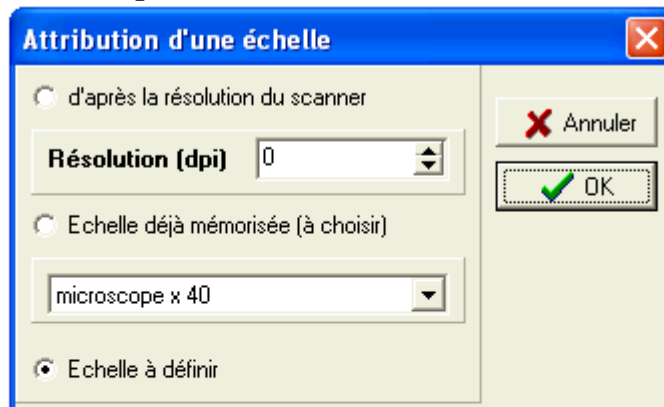 Attribution d'une échelle
d'après la résolution du scanner
Annuler
Résolution (dpi) 0
OK
Echelle déjà mémorisée (à choisir)
microscope x 40
Echelle à définir